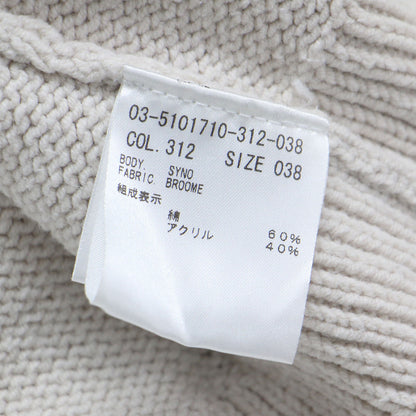 03-5101710-312-038
COL. 312 SIZE 038
BODY SYNO
FABRIC BROOME
組成表示
綿 60%
アクリル 40%